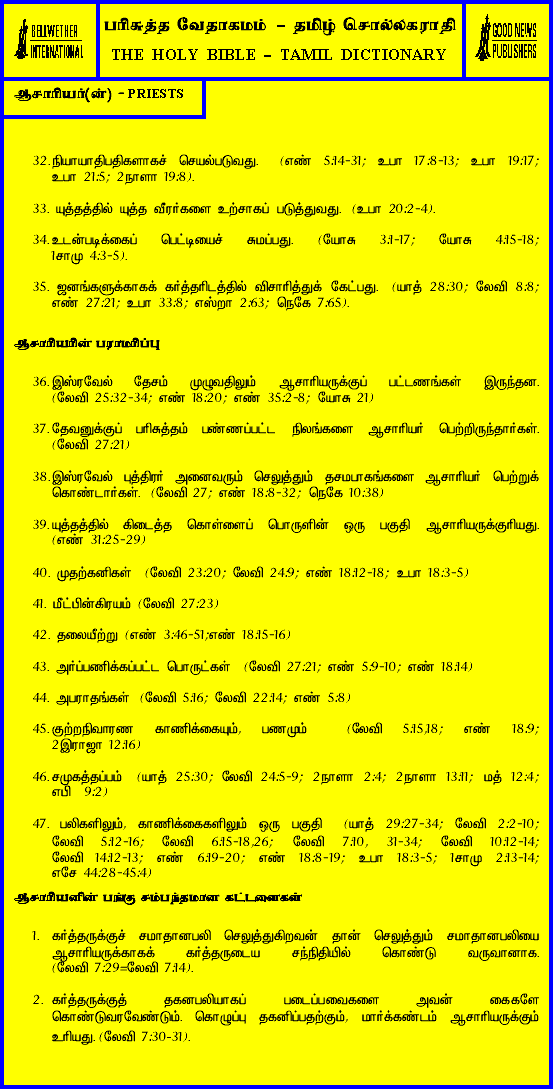 BELLWETHER
INTERNATIONAL
பரிசுத்த வேதாகமம் – தமிழ் சொல்லகராதி
THE HOLY BIBLE – TAMIL DICTIONARY
GOOD NEWS
PUBLISHERS
ஆசாரியர்(ன்) – PRIESTS
32. நியாயாதிபதிகளாகச் செயல்படுவது. (எண் 5:14-31; உபா 17:8-13; உபா 19:17;
உபா 21:5; 2நாளா 19:8).
33. யுத்தத்தில் யுத்த வீரர்களை உற்சாகப் படுத்துவது. (உபா 20:2-4).
34. உடன்படிக்கைப் பெட்டியைச் சுமப்பது. (யோசு 3:1-17; யோசு 4:15-18;
1சாமு 4:3-5).
35. ஜனங்களுக்காகக் கர்த்தரிடத்தில் விசாரித்துக் கேட்பது. (யாத் 28:30; லேவி 8:8;
எண் 27:21; உபா 33:8; எஸ்றா 2:63; நெகே 7:65).
ஆசாரியரின் பராமரிப்பு
36. இஸ்ரவேல் தேசம் முழுவதிலும் ஆசாரியருக்குப் பட்டணங்கள் இருந்தன.
(லேவி 25:32-34; எண் 18:20; எண் 35:2-8; யோசு 21)
37. தேவனுக்குப் பரிசுத்தம் பண்ணப்பட்ட நிலங்களை ஆசாரியர் பெற்றிருந்தார்கள்.
(லேவி 27:21)
38. இஸ்ரவேல் புத்திரர் அனைவரும் செலுத்தும் தசமபாகங்களை ஆசாரியர் பெற்றுக்
கொண்டார்கள். (லேவி 27; எண் 18:8-32; நெகே 10:38)
39. யுத்தத்தில் கிடைத்த கொள்ளைப் பொருளின் ஒரு பகுதி ஆசாரியருக்குரியது.
(எண் 31:25-29)
40. முதற்கனிகள் (லேவி 23:20; லேவி 24:9; எண் 18:12-18; உபா 18:3-5)
41. மீட்பின்கிரயம் (லேவி 27:23)
42. தலையீற்று (எண் 3:46-51;எண் 18:15-16)
43. அர்ப்பணிக்கப்பட்ட பொருட்கள் (லேவி 27:21; எண் 5:9-10; எண் 18:14)
44. அபராதங்கள் (லேவி 5:16; லேவி 22:14; எண் 5:8)
45. குற்றநிவாரண காணிக்கையும், பணமும் (லேவி 5:15,18; எண் 18:9;
2இராஜா 12:16)
46. சமுகத்தப்பம் (யாத் 25:30; லேவி 24:5-9; 2நாளா 2:4; 2நாளா 13:11; மத் 12:4;
எபி 9:2)
47. பலிகளிலும், காணிக்கைகளிலும் ஒரு பகுதி (யாத் 29:27-34; லேவி 2:2-10;
லேவி 5:12-16; லேவி 6:15-18,26; லேவி 7:10, 31-34; லேவி 10:12-14;
லேவி 14:12-13; எண் 6:19-20; எண் 18:8-19; உபா 18:3-5; 1சாமு 2:13-14;
எசே 44:28-45:4)
ஆசாரியனின் பங்கு சம்பந்தமான கட்டளைகள்
1. கர்த்தருக்குச் சமாதானபலி செலுத்துகிறவன் தான் செலுத்தும் சமாதானபலியை
ஆசாரியருக்காகக் கர்த்தருடைய சந்நிதியில் கொண்டு வருவானாக.
(லேவி 7:29=லேவி 7:14).
2. கர்த்தருக்குத் தகனபலியாகப் படைப்பவைகளை அவன் கைகளே
கொண்டுவரவேண்டும். கொழுப்பு தகனிப்பதற்கும், மார்க்கண்டம் ஆசாரியருக்கும்
உரியது. (லேவி 7:30-31).